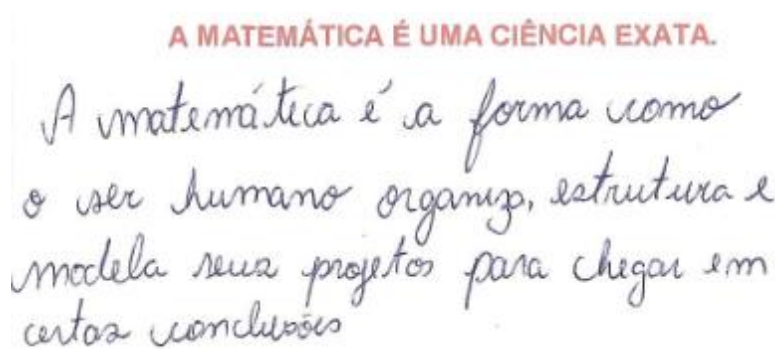 A MATEMÁTICA É UMA CIÊNCIA EXATA.
A matemática é a forma como
o ser humano organiza, estrutura e
modela seus projetos para chegar em
certas conclusões